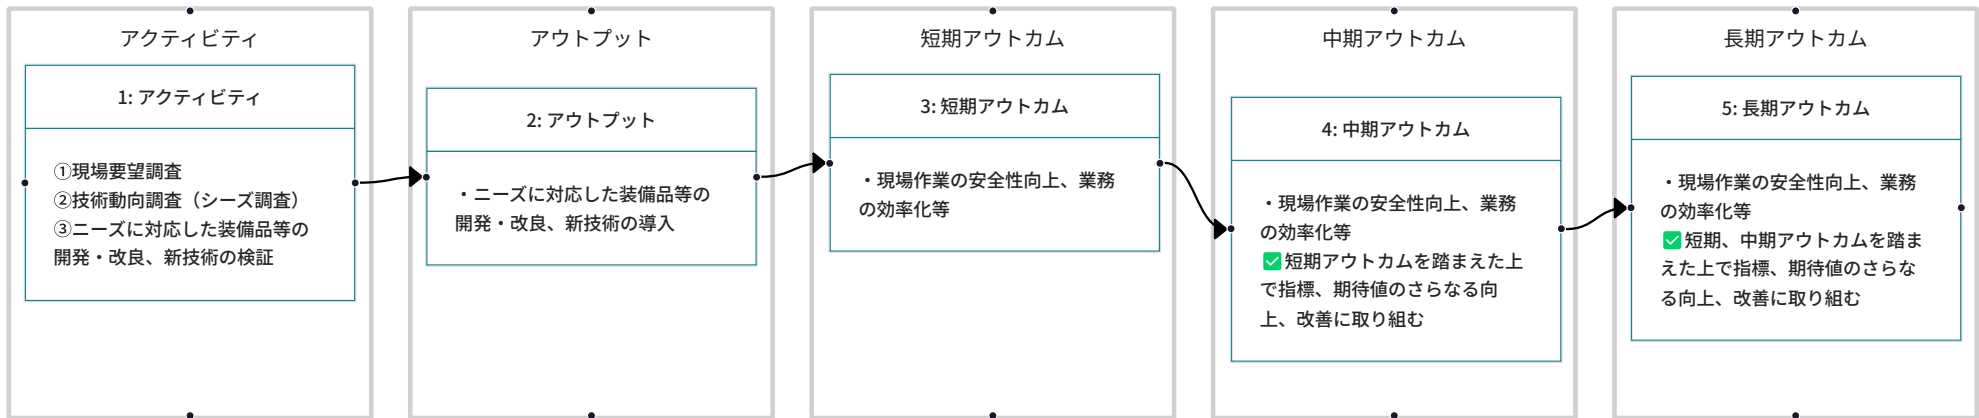 アクティビティ
1: アクティビティ
①現場要望調査
②技術動向調査（シーズ調査）
③ニーズに対応した装備品等の
開発・改良、新技術の検証
アウトプット
2: アウトプット
・ニーズに対応した装備品等の
開発・改良、新技術の導入
短期アウトカム
3: 短期アウトカム
・現場作業の安全性向上、業務
の効率化等
中期アウトカム
4: 中期アウトカム
・現場作業の安全性向上、業務
の効率化等
✅短期アウトカムを踏まえた上
で指標、期待値のさらなる向
上、改善に取り組む
長期アウトカム
5: 長期アウトカム
・現場作業の安全性向上、業務
の効率化等
✅短期、中期アウトカムを踏ま
えた上で指標、期待値のさらな
る向上、改善に取り組む